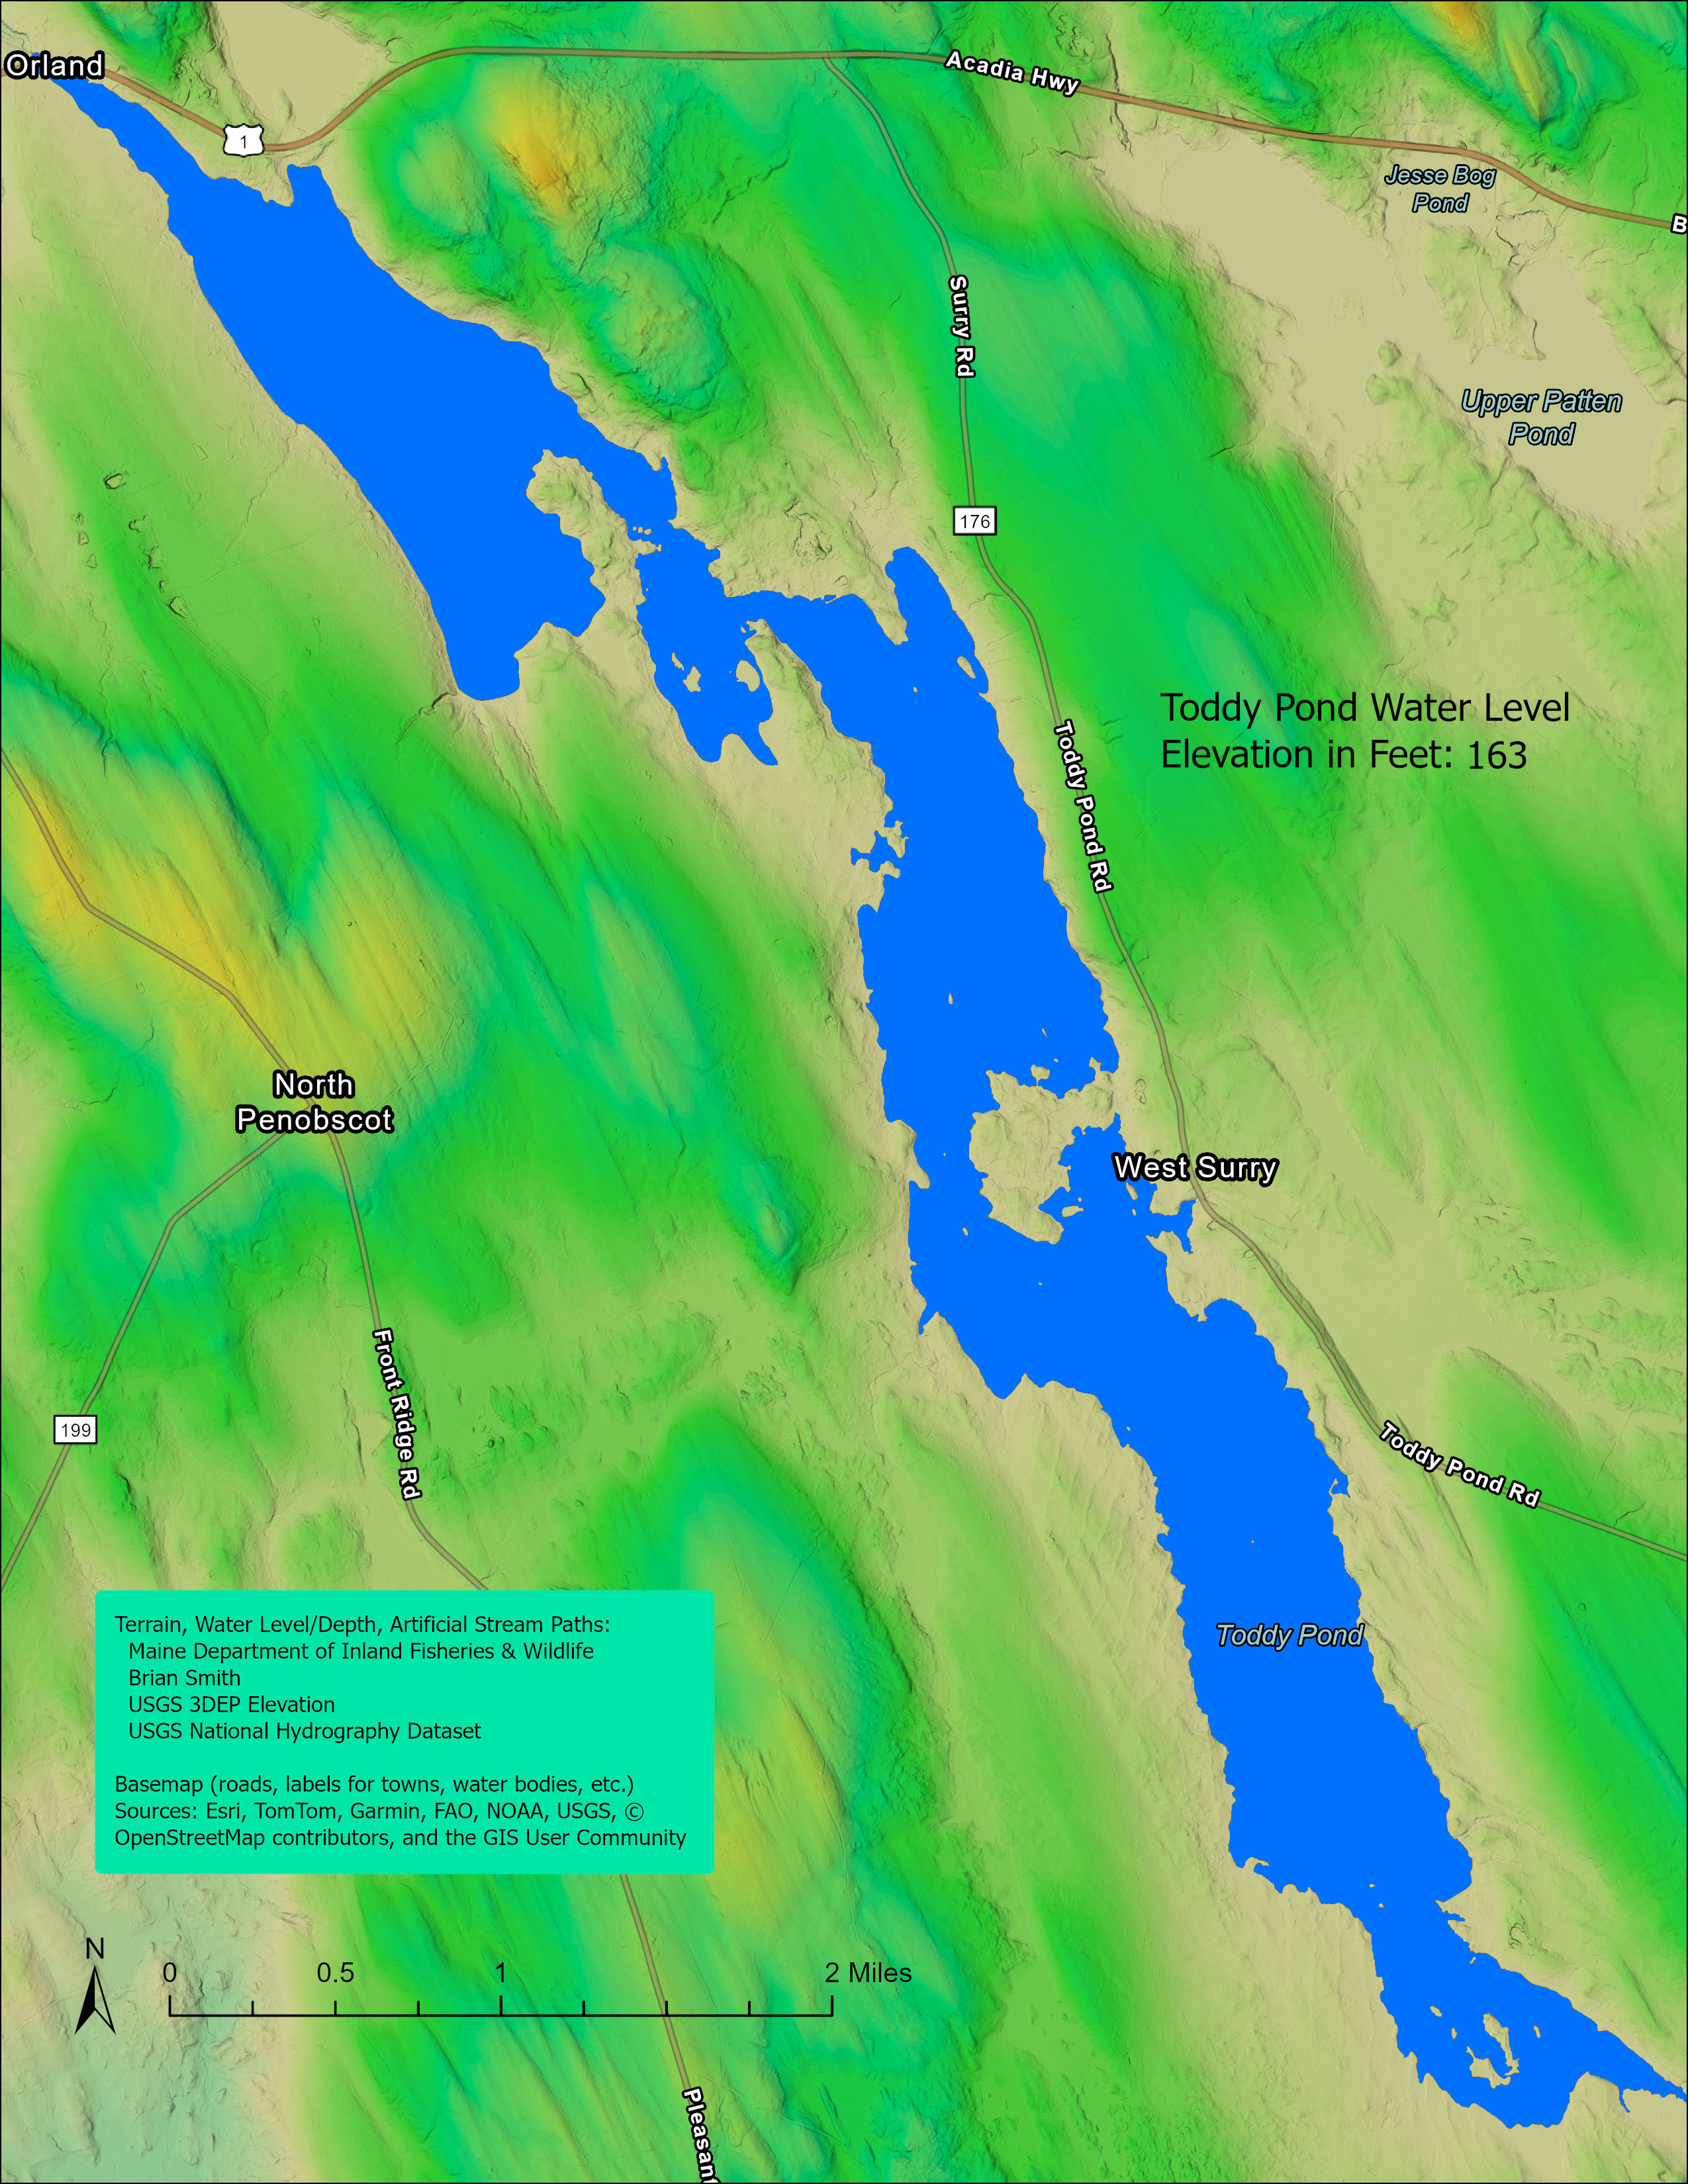 Orland
Acadia Hwy
1
Jesse Bog
Pond
B
Surry Rd
Upper Patten
Pond
176
Toddy Pond Water Level
Elevation in Feet: 163
Toddy Pond Rd
North
Penobscot
West Surry
Front Ridge Rd
199
Toddy Pond Rd
Toddy Pond
Terrain, Water Level/Depth, Artificial Stream Paths:
Maine Department of Inland Fisheries & Wildlife
Brian Smith
USGS 3DEP Elevation
USGS National Hydrography Dataset
Basemap (roads, labels for towns, water bodies, etc.)
Sources: Esri, TomTom, Garmin, FAO, NOAA, USGS, ©
OpenStreetMap contributors, and the GIS User Community
N
0 0.5 1 2 Miles
Pleasant